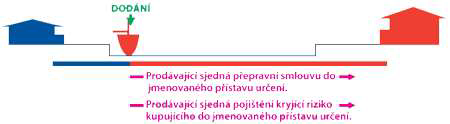 DODÁNÍ
Prodávající sjedná přepravní smlouvu do
jmenovaného přístavu určení.
Prodávající sjedná pojištění kryjící riziko
kupujícího do jmenovaného přístavu určení.